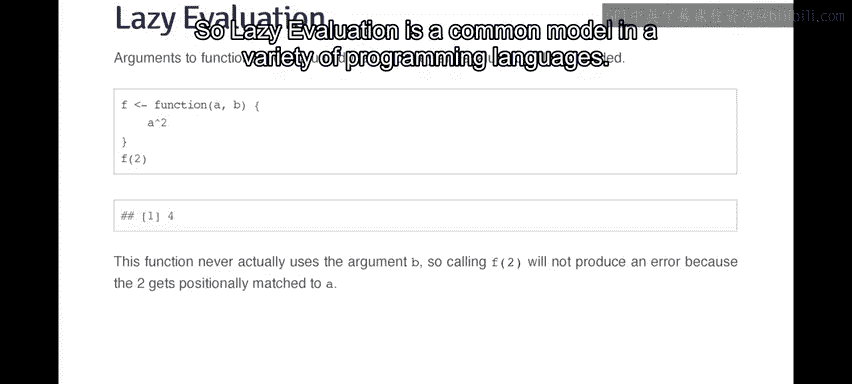 Lazy Evaluation
So Lazy Evaluation is a common model in a
variety of programming languages.
Arguments to
f <- function(a, b) {
a^2
}
f(2)
## [1] 4
This function never actually uses the argument b, so calling f(2) will not produce an error because
the 2 gets positionally matched to a.